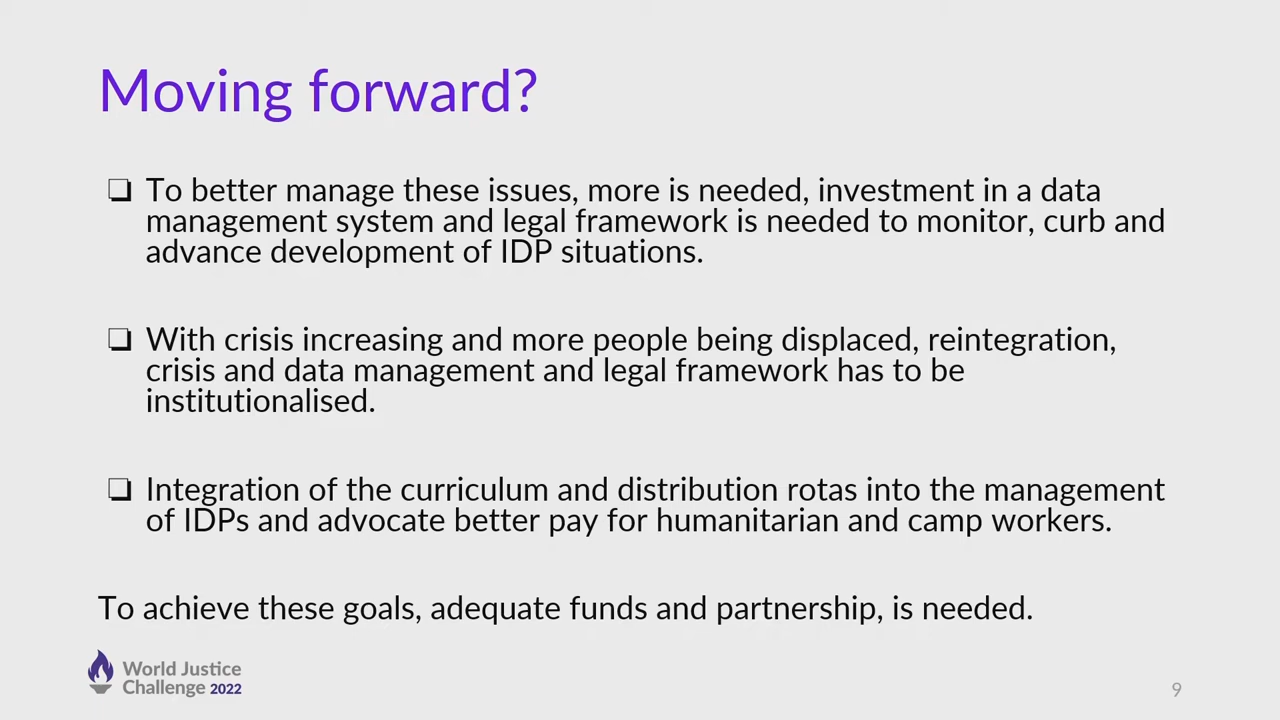 Moving forward?
❏ To better manage these issues, more is needed, investment in a data
management system and legal framework is needed to monitor, curb and
advance development of IDP situations.
❏ With crisis increasing and more people being displaced, reintegration,
crisis and data management and legal framework has to be
institutionalised.
❏ Integration of the curriculum and distribution rotas into the management
of IDPs and advocate better pay for humanitarian and camp workers.
To achieve these goals, adequate funds and partnership, is needed.
World Justice
Challenge 2022
9